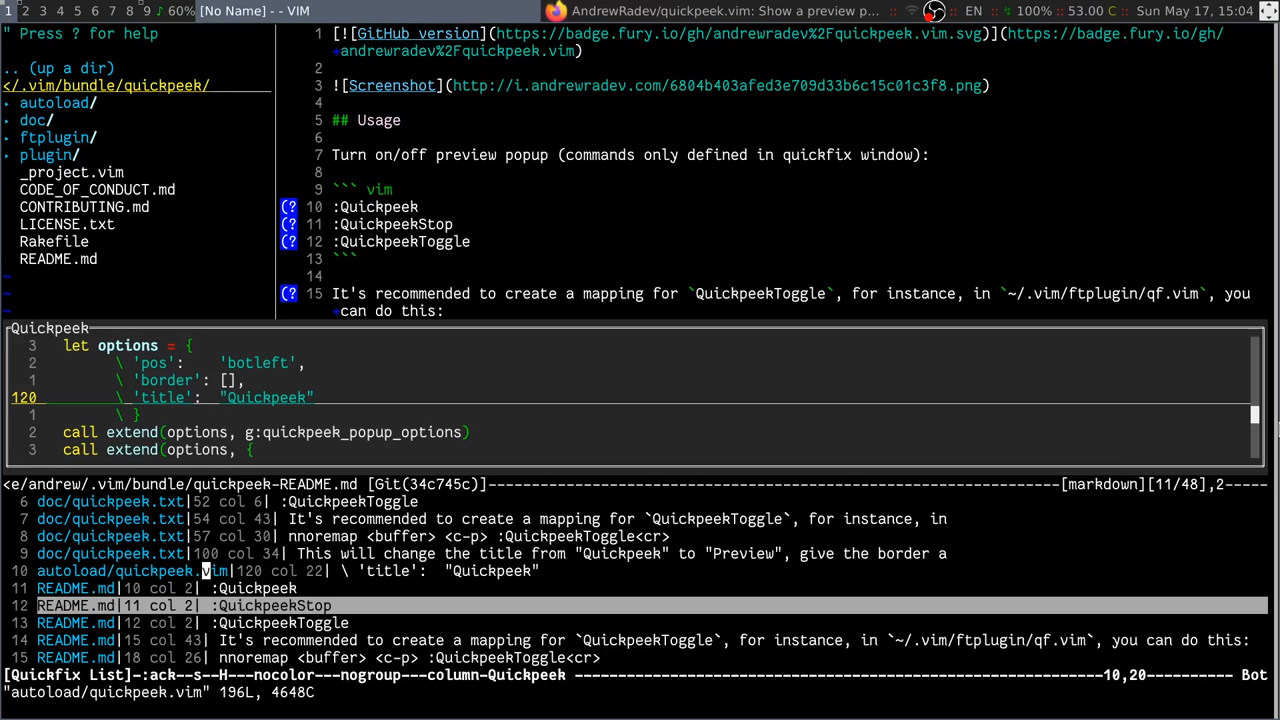 1 2 3 4 5 6 7 8 9 ♪ 60% [No Name] - VIM AndrewRadev/quickpeek.vim: Show a preview p... :: EN :: 100% :: 53.00 C :: Sun May 17, 15:04
" Press ? for help
.. (up a dir)
</.vim/bundle/quickpeek/
▸ autoload/
▸ doc/
▸ ftplugin/
▸ plugin/
_project.vim
CODE_OF_CONDUCT.md
CONTRIBUTING.md
LICENSE.txt
Rakefile
README.md
~
~
1 [![GitHub version](https://badge.fury.io/gh/andrewradev%2Fquickpeek.vim.svg)](https://badge.fury.io/gh/
+andrewradev%2Fquickpeek.vim)
2
3 ![Screenshot](http://i.andrewradev.com/6804b403afed3e709d33b6c15c01c3f8.png)
4
5 ## Usage
6
7 Turn on/off preview popup (commands only defined in quickfix window):
8
9 ``` vim
(? 10 :Quickpeek
(? 11 :QuickpeekStop
(? 12 :QuickpeekToggle
13 ```
14
(? 15 It's recommended to create a mapping for `QuickpeekToggle`, for instance, in `~/.vim/ftplugin/qf.vim`, you
+can do this:
Quickpeek
3 let options = {
2 \ 'pos': 'botleft',
1 \ 'border': [],
120 \ 'title': "Quickpeek"
1 \ }
2 call extend(options, g:quickpeek_popup_options)
3 call extend(options, {
<e/andrew/.vim/bundle/quickpeek-README.md [Git(34c745c)]------------------------------------------------------------------------[markdown][11/48],2-----
6 doc/quickpeek.txt|52 col 6| :QuickpeekToggle
7 doc/quickpeek.txt|54 col 43| It's recommended to create a mapping for `QuickpeekToggle`, for instance, in
8 doc/quickpeek.txt|57 col 30| nnoremap <buffer> <c-p> :QuickpeekToggle<cr>
9 doc/quickpeek.txt|100 col 34| This will change the title from "Quickpeek" to "Preview", give the border a
10 autoload/quickpeek.vim|120 col 22| \ 'title': "Quickpeek"
11 README.md|10 col 2| :Quickpeek
12 README.md|11 col 2| :QuickpeekStop
13 README.md|12 col 2| :QuickpeekToggle
14 README.md|15 col 43| It's recommended to create a mapping for `QuickpeekToggle`, for instance, in `~/.vim/ftplugin/qf.vim`, you can do this:
15 README.md|18 col 26| nnoremap <buffer> <c-p> :QuickpeekToggle<cr>
[Quickfix List]-:ack--s--H---nocolor---nogroup---column-Quickpeek --------------------------------------------------------------10,20---------- Bot
"autoload/quickpeek.vim" 196L, 4648C